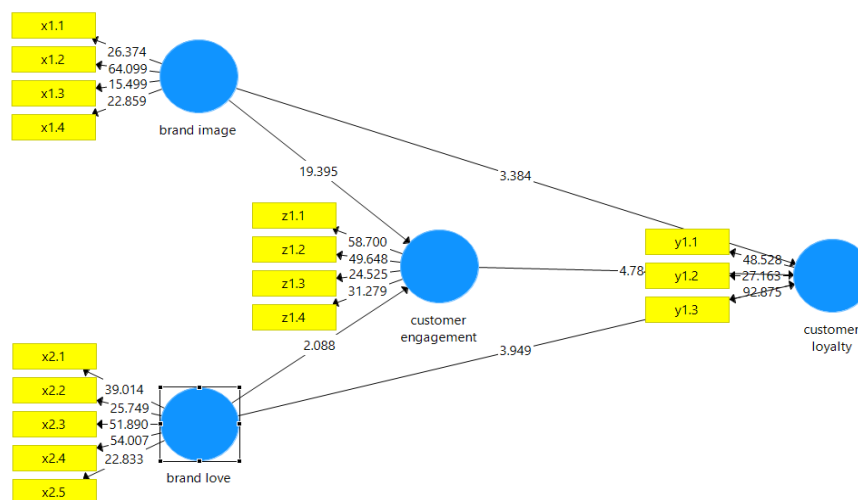 x1.1
x1.2
x1.3
x1.4
26.374
64.099
15.499
22.859
brand image
19.395
3.384
z1.1
z1.2
z1.3
z1.4
58.700
49.648
24.525
31.279
customer
engagement
4.78
y1.1
y1.2
y1.3
48.528
27.163
92.875
customer
loyalty
2.088
3.949
x2.1
x2.2
x2.3
x2.4
x2.5
39.014
25.749
51.890
54.007
22.833
brand love